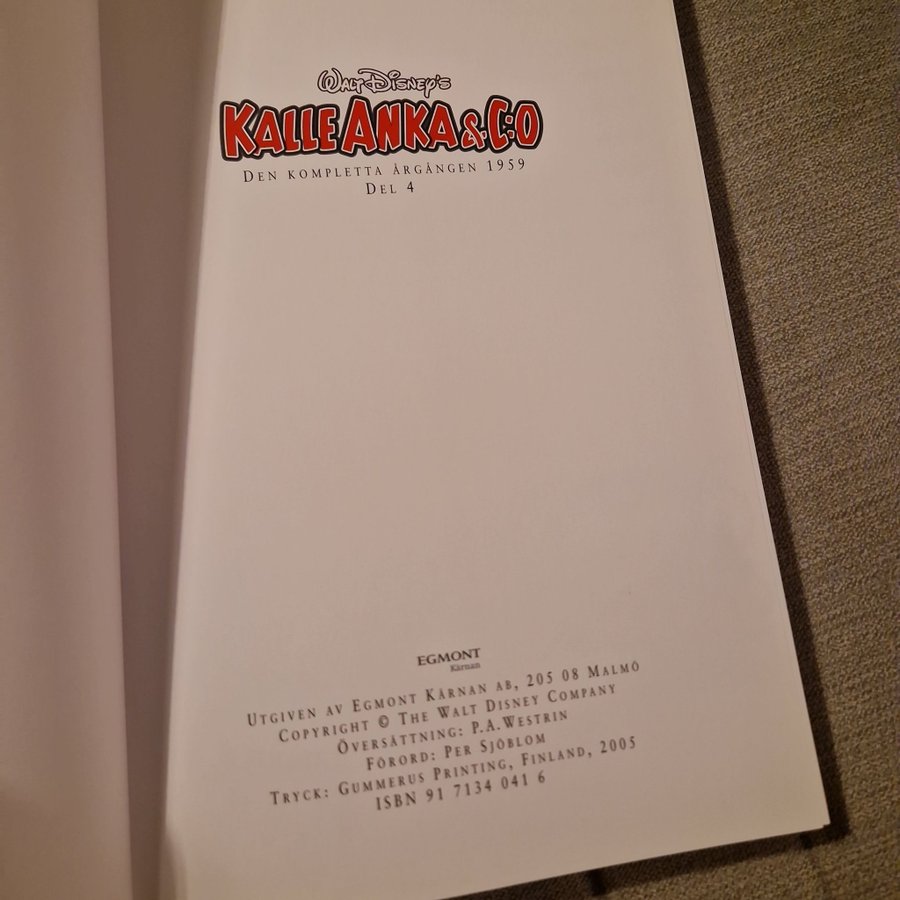 Walt Disney's
KALLE ANKA & C:O
DEN KOMPLETTA ÅRGÅNGEN 1959
DEL 4
EGMONT
Kärnan
UTGIVEN AV EGMONT KÄRNAN AB, 205 08 MALMÖ
COPYRIGHT © THE WALT DISNEY COMPANY
ÖVERSÄTTNING: P.A.WESTRIN
FÖRORD: PER SJÖBLOM
TRYCK: GUMMERUS PRINTING, FINLAND, 2005
ISBN 91 7134 041 6